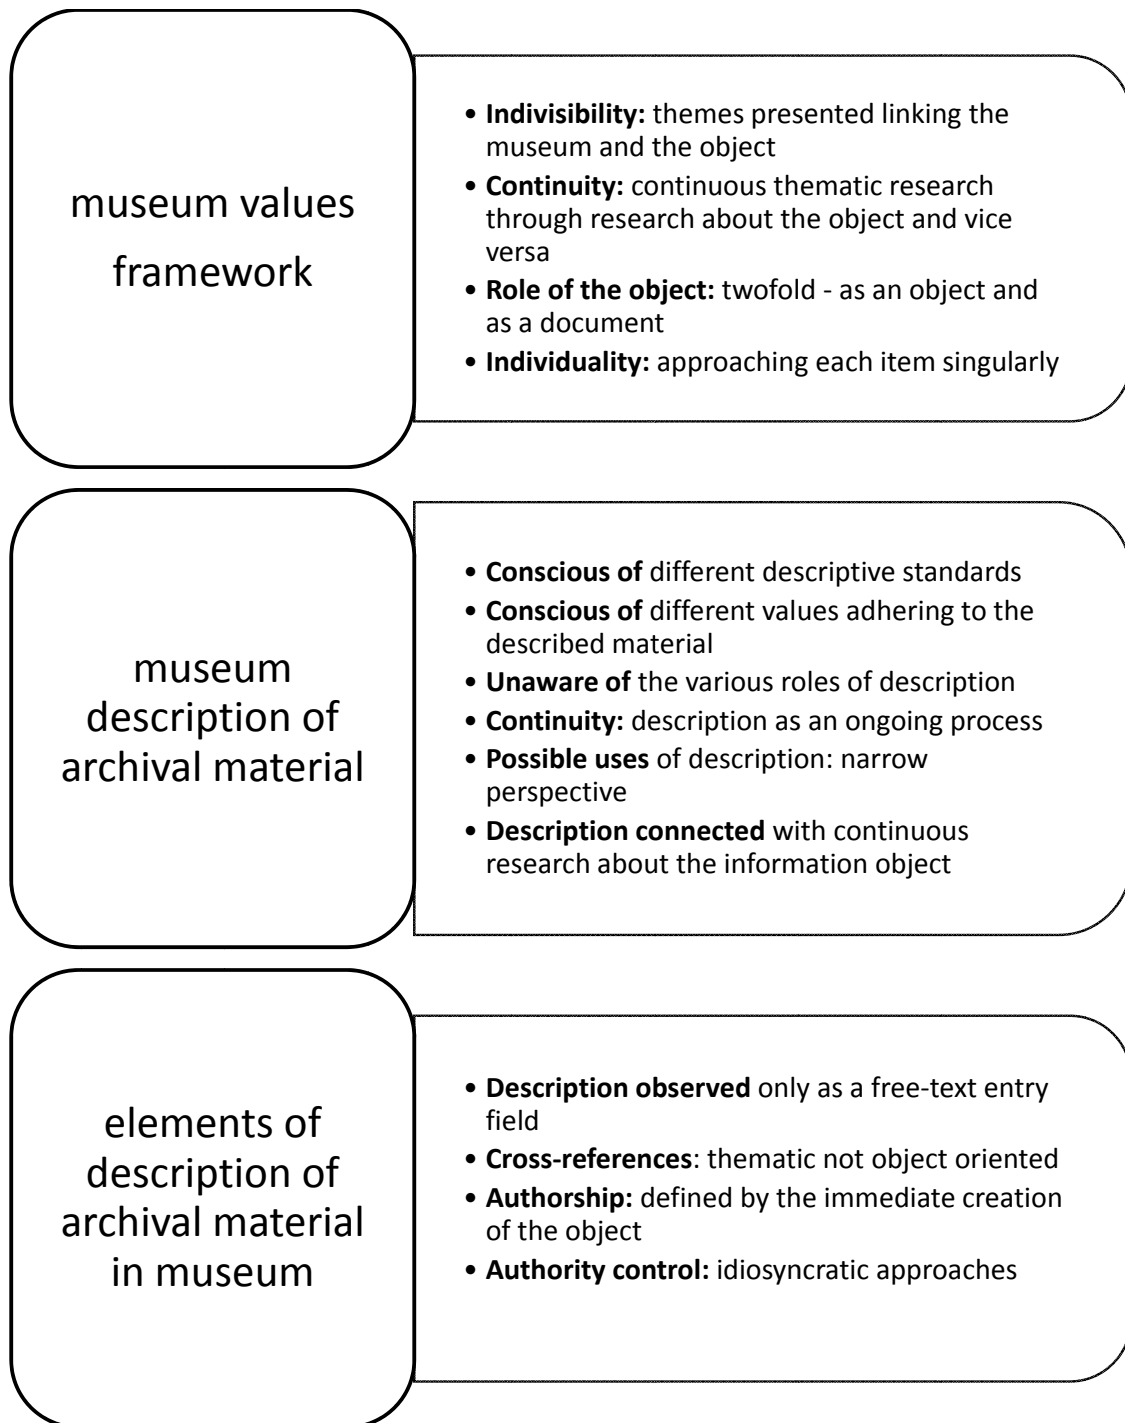 museum values
framework
• Indivisibility: themes presented linking the
museum and the object
• Continuity: continuous thematic research
through research about the object and vice
versa
• Role of the object: twofold - as an object and
as a document
• Individuality: approaching each item singularly
museum
description of
archival material
• Conscious of different descriptive standards
• Conscious of different values adhering to the
described material
• Unaware of the various roles of description
• Continuity: description as an ongoing process
• Possible uses of description: narrow
perspective
• Description connected with continuous
research about the information object
elements of
description of
archival material
in museum
• Description observed only as a free-text entry
field
• Cross-references: thematic not object oriented
• Authorship: defined by the immediate creation
of the object
• Authority control: idiosyncratic approaches